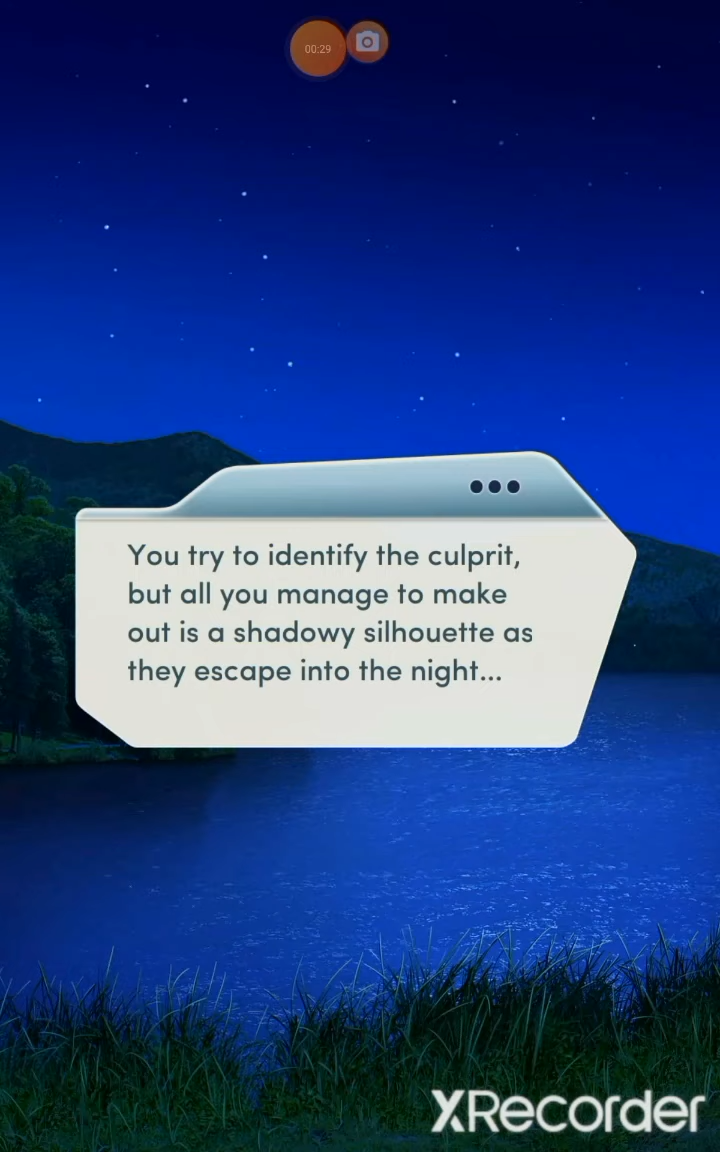 00:29
You try to identify the culprit,
but all you manage to make
out is a shadowy silhouette as
they escape into the night...
XRecorder